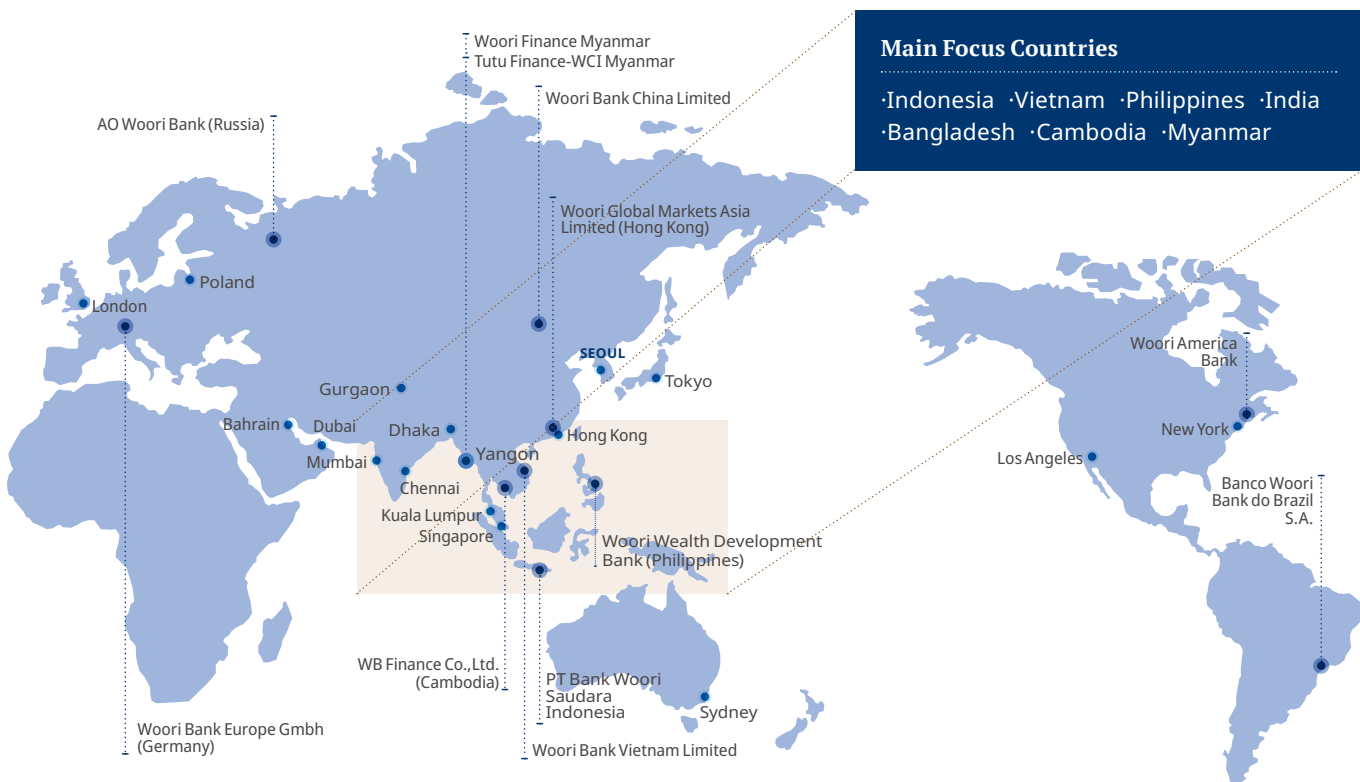 Woori Finance Myanmar
Tutu Finance-WCI Myanmar
Woori Bank China Limited
AO Woori Bank (Russia)
Main Focus Countries
·Indonesia ·Vietnam ·Philippines ·India
·Bangladesh ·Cambodia ·Myanmar
Woori Global Markets Asia
Limited (Hong Kong)
Poland
London
SEOUL
Tokyo
Gurgaon
Bahrain
Dubai
Dhaka
Hong Kong
Mumbai
Yangon
Chennai
Kuala Lumpur
Singapore
Woori Wealth Development
Bank (Philippines)
WB Finance Co.,Ltd.
(Cambodia)
PT Bank Woori
Saudara
Indonesia
Sydney
Woori Bank Europe Gmbh
(Germany)
Woori Bank Vietnam Limited
Woori America
Bank
New York
Los Angeles
Banco Woori
Bank do Brazil
S.A.